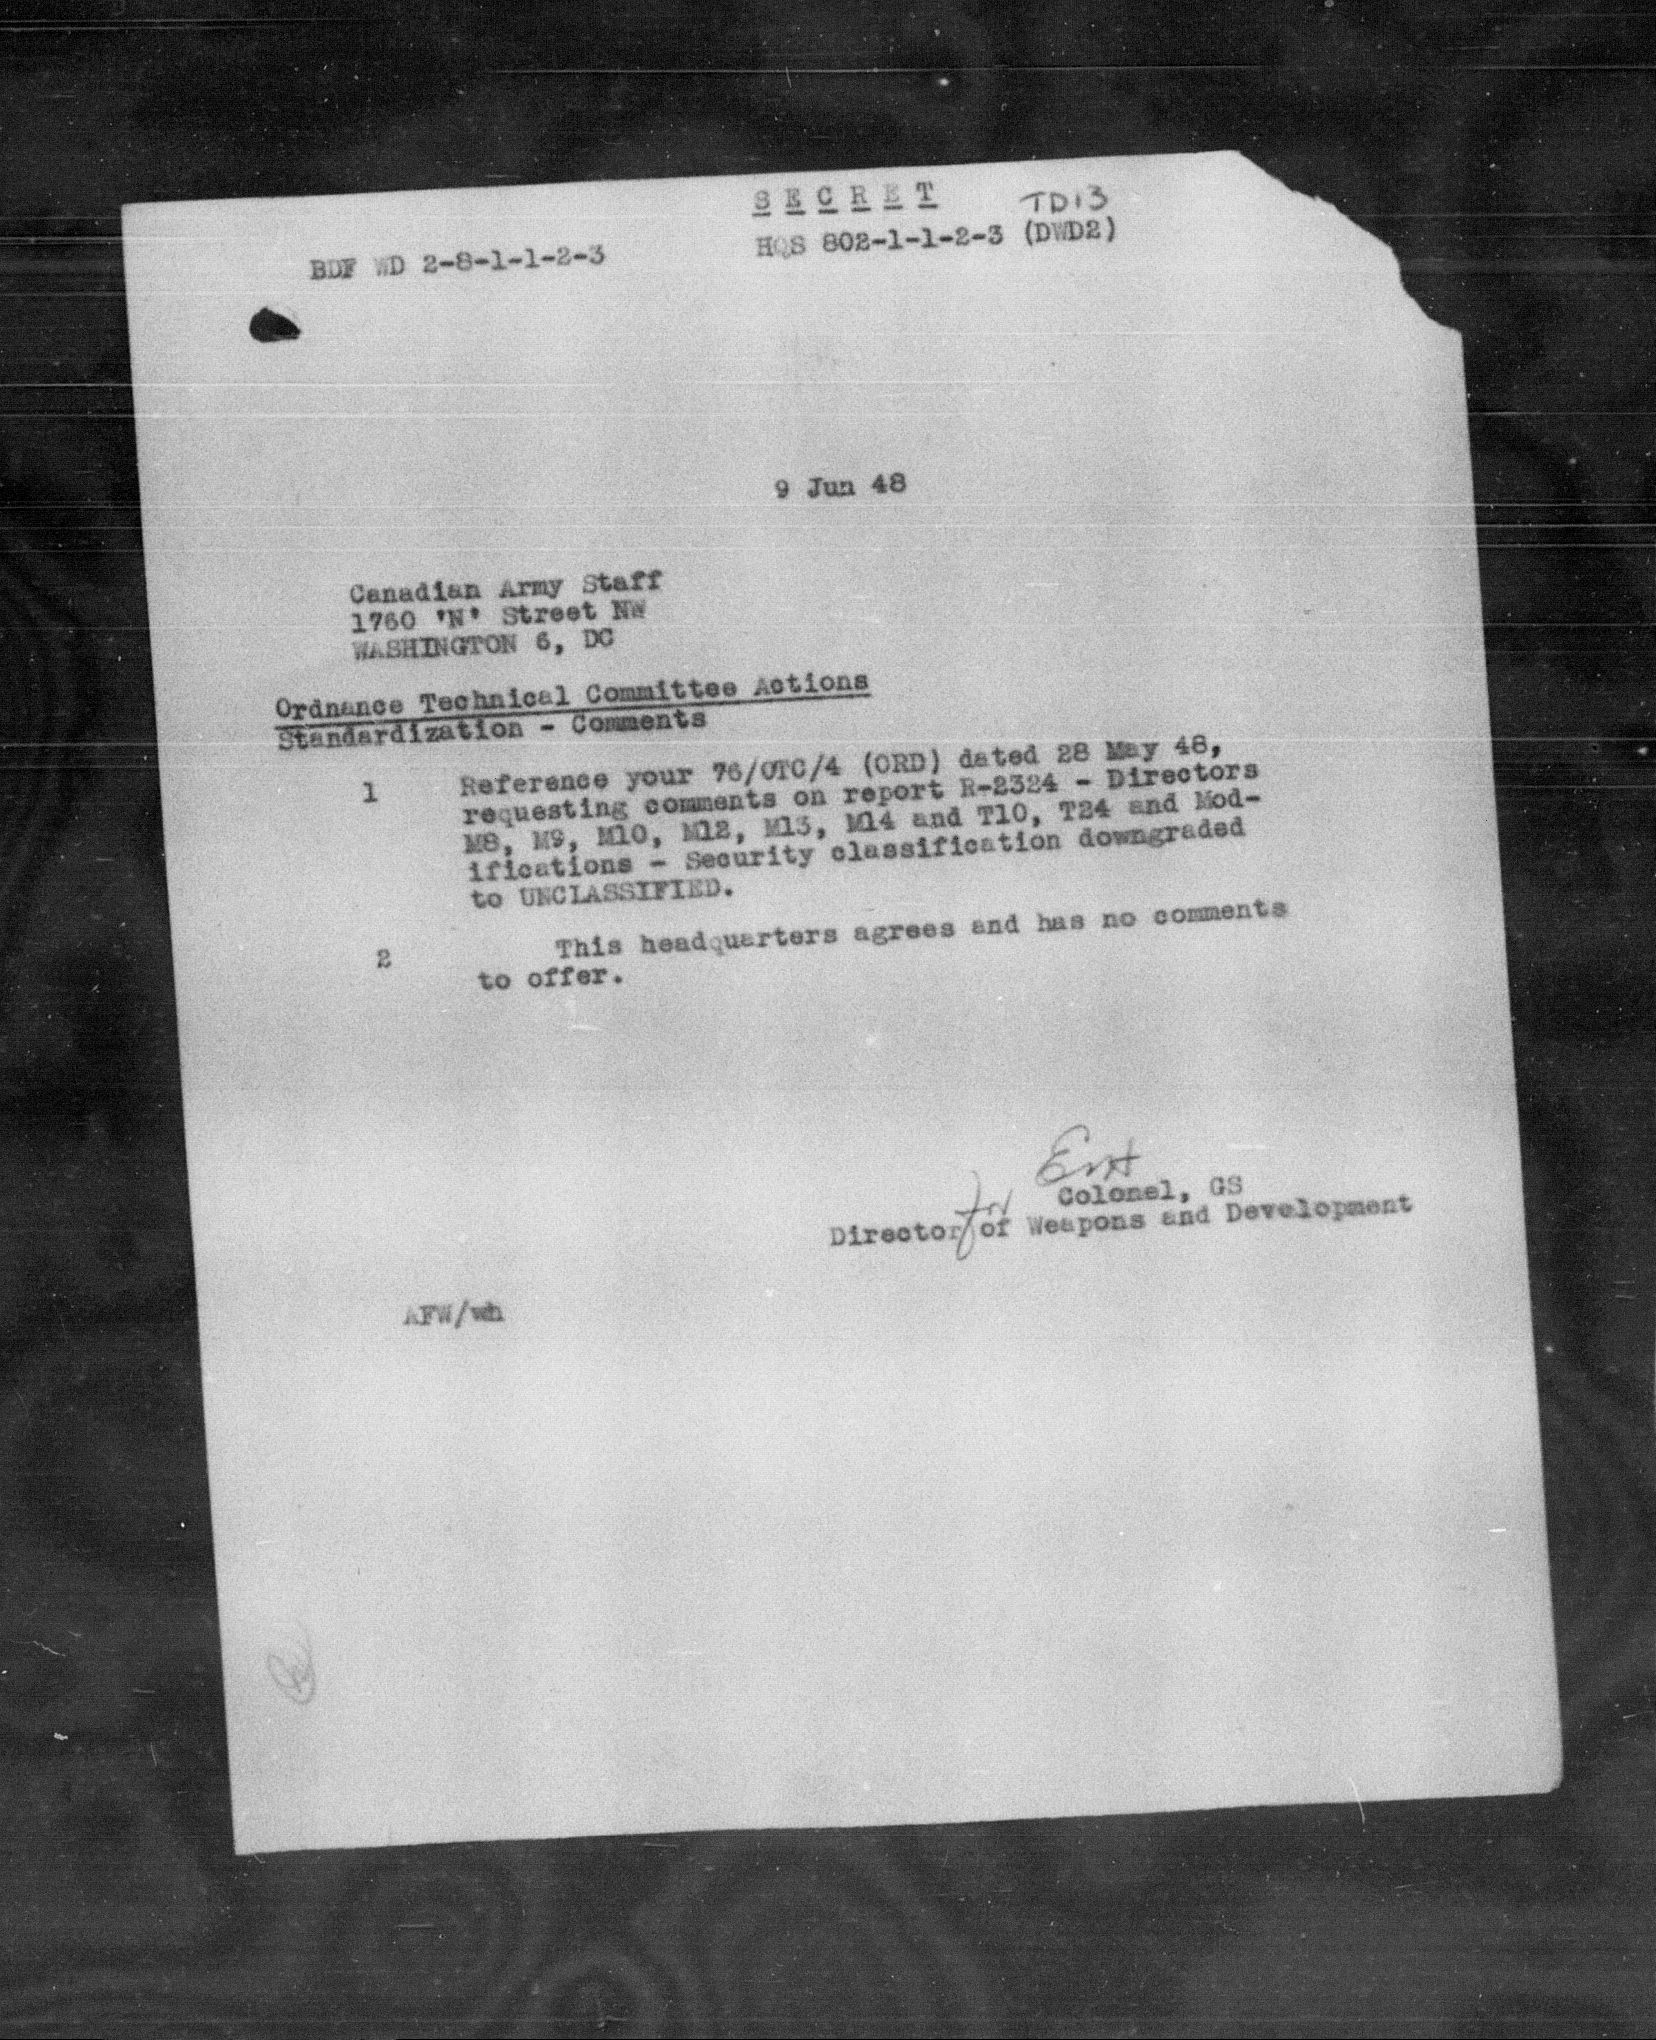 S E C R E T TD13
BDF WD 2-8-1-1-2-3 HQS 802-1-1-2-3 (DWD2)
9 Jun 48
Canadian Army Staff
1760 'N' Street NW
WASHINGTON 6, DC
Ordnance Technical Committee Actions
Standardization - Comments
1 Reference your 76/OTC/4 (ORD) dated 28 May 48,
requesting comments on report R-2324 - Directors
M8, M9, M10, M12, M13, M14 and T10, T24 and Mod-
ifications - Security classification downgraded
to UNCLASSIFIED.
2 This headquarters agrees and has no comments
to offer.
Colonel, GS
for
Director of Weapons and Development
AFW/wh